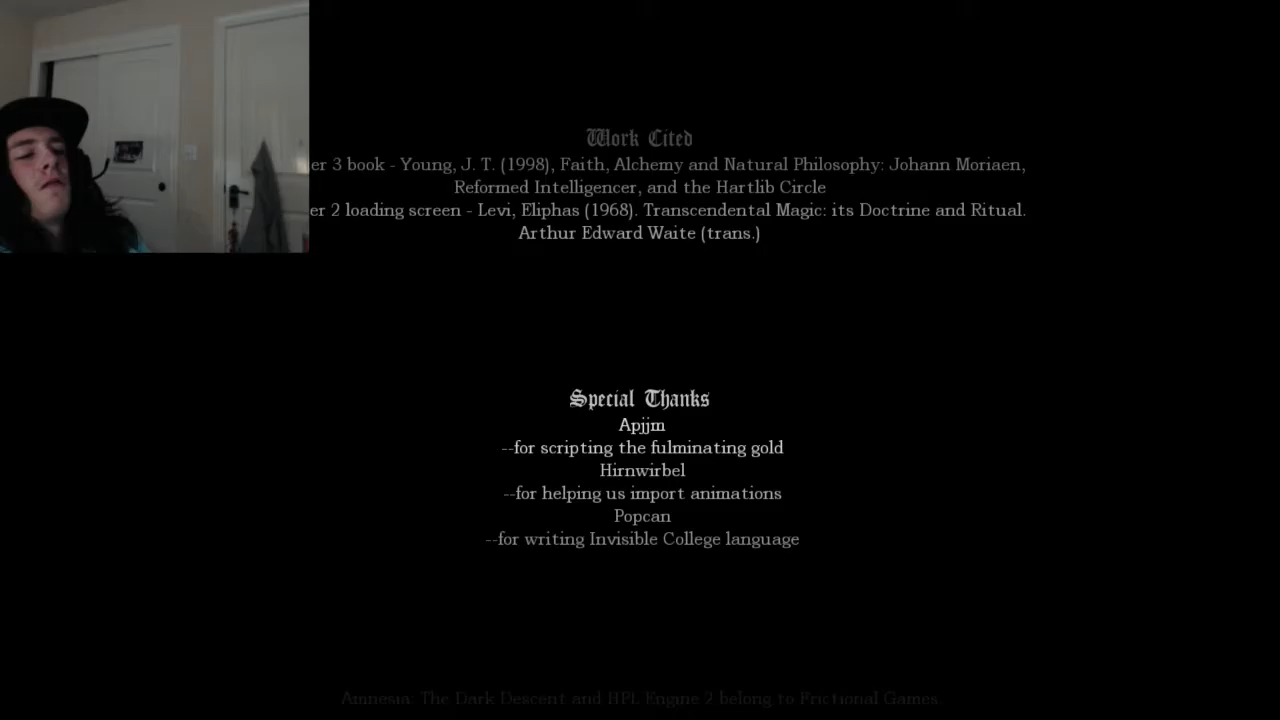 Work Cited
er 3 book - Young, J. T. (1998), Faith, Alchemy and Natural Philosophy: Johann Moriaen,
Reformed Intelligencer, and the Hartlib Circle
er 2 loading screen - Levi, Eliphas (1968). Transcendental Magic: its Doctrine and Ritual.
Arthur Edward Waite (trans.)
Special Thanks
Apjjm
--for scripting the fulminating gold
Hirnwirbel
--for helping us import animations
Popcan
--for writing Invisible College language
Amnesia: The Dark Descent and HPL Engine 2 belong to Frictional Games.